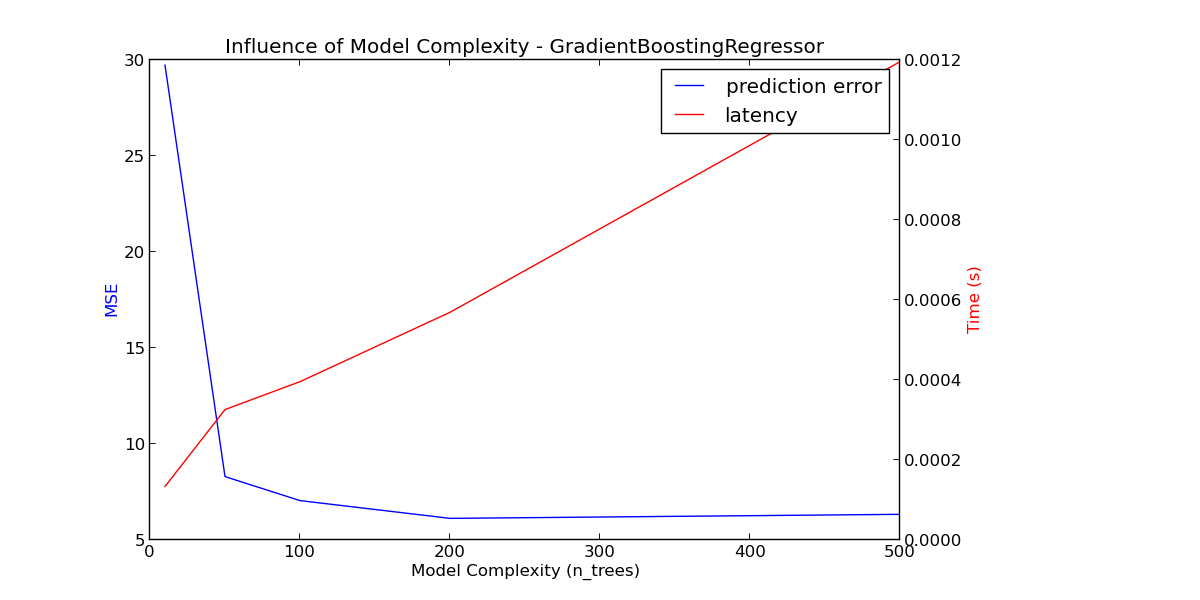 Influence of Model Complexity - GradientBoostingRegressor
prediction error
latency
30
25
20
15
10
5
MSE
0.0012
0.0010
0.0008
0.0006
0.0004
0.0002
0.0000
Time (s)
0 100 200 300 400 500
Model Complexity (n_trees)